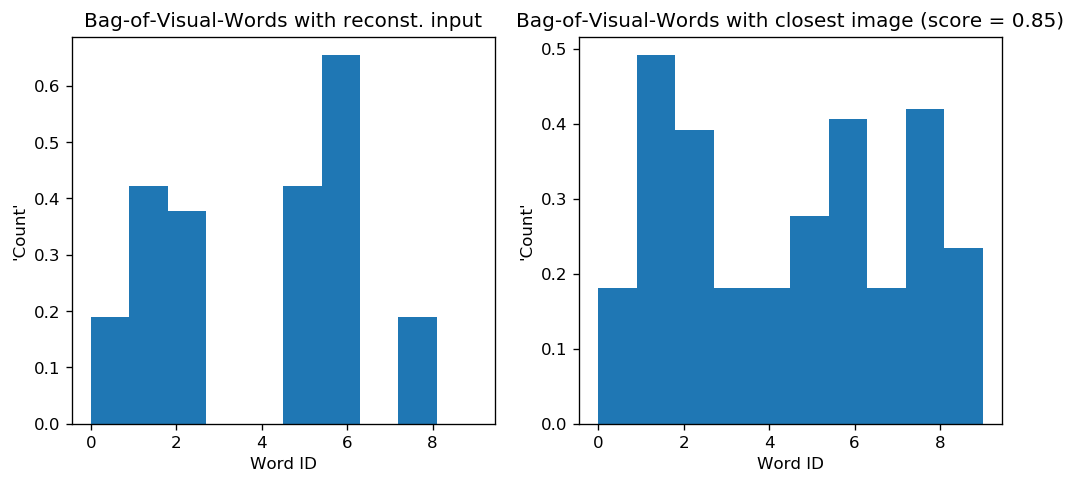 Bag-of-Visual-Words with reconst. input
0.6
0.5
0.4
0.3
0.2
0.1
0.0
'Count'
0 2 4 6 8
Word ID
Bag-of-Visual-Words with closest image (score = 0.85)
0.5
0.4
0.3
0.2
0.1
0.0
'Count'
0 2 4 6 8
Word ID